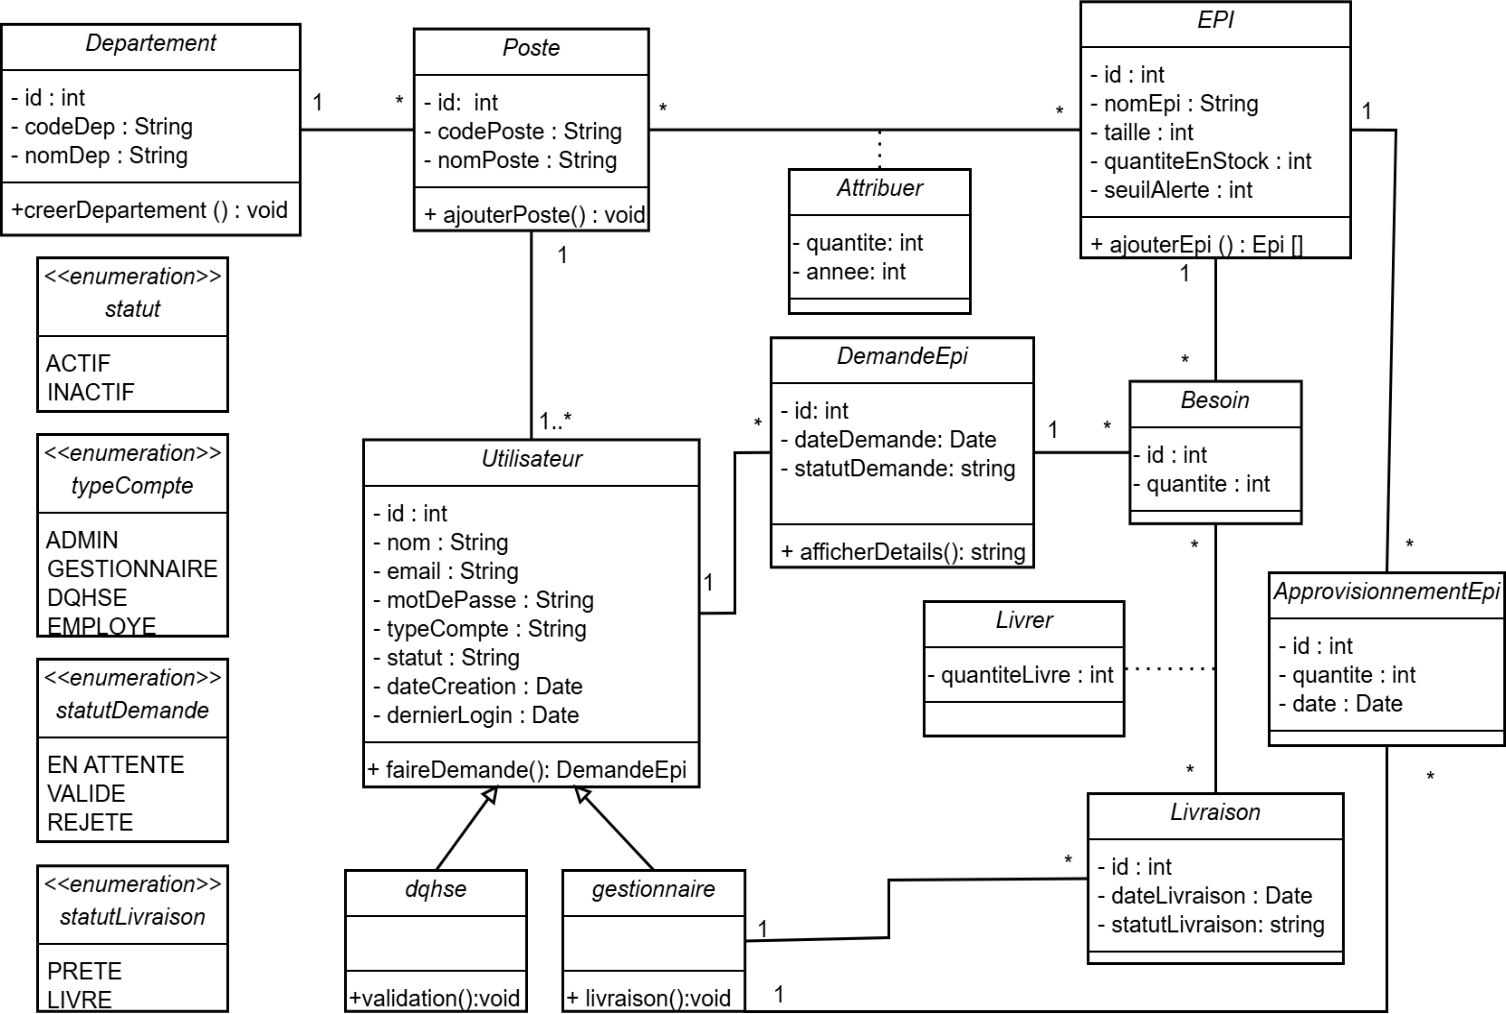 Departement
- id : int
- codeDep : String
- nomDep : String
+creerDepartement () : void
1
*
Poste
- id:  int
- codePoste : String
- nomPoste : String
+ ajouterPoste() : void
*
*
EPI
- id : int
- nomEpi : String
- taille : int
- quantiteEnStock : int
- seuilAlerte : int
+ ajouterEpi () : Epi []
1
Attribuer
- quantite: int
- annee: int
1
1..*
1
*
<<enumeration>>
statut
ACTIF
INACTIF
<<enumeration>>
typeCompte
ADMIN
GESTIONNAIRE
DQHSE
EMPLOYE
<<enumeration>>
statutDemande
EN ATTENTE
VALIDE
REJETE
<<enumeration>>
statutLivraison
PRETE
LIVRE
Utilisateur
- id : int
- nom : String
- email : String
- motDePasse : String
- typeCompte : String
- statut : String
- dateCreation : Date
- dernierLogin : Date
+ faireDemande(): DemandeEpi
1
*
DemandeEpi
- id: int
- dateDemande: Date
- statutDemande: string
+ afficherDetails(): string
1
*
Besoin
- id : int
- quantite : int
*
*
Livrer
- quantiteLivre : int
*
ApprovisionnementEpi
- id : int
- quantite : int
- date : Date
*
dqhse
+validation():void
gestionnaire
+ livraison():void
1
*
1
Livraison
- id : int
- dateLivraison : Date
- statutLivraison: string